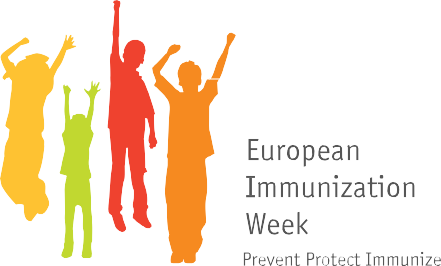 European
Immunization
Week
Prevent Protect Immunize